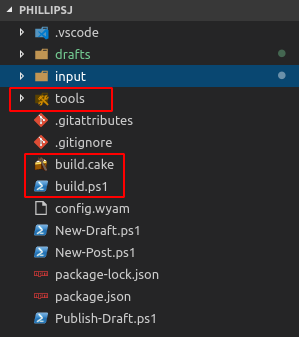 PHILLIPSJ
.vscode
drafts
input
tools
.gitattributes
.gitignore
build.cake
build.ps1
config.wyam
New-Draft.ps1
New-Post.ps1
package-lock.json
package.json
Publish-Draft.ps1